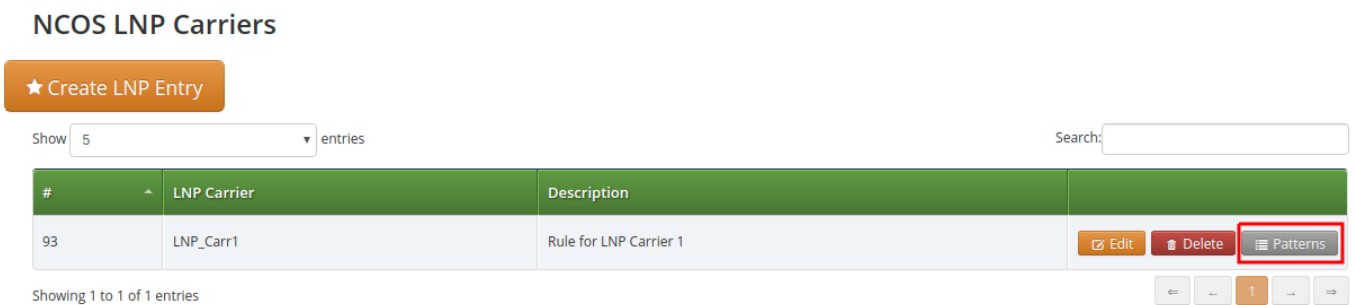 NCOS LNP Carriers
Create LNP Entry
Show 5 entries Search:
# LNP Carrier Description
93 LNP_Carr1 Rule for LNP Carrier 1 Edit Delete Patterns
Showing 1 to 1 of 1 entries ⇐ ← 1 → ⇒